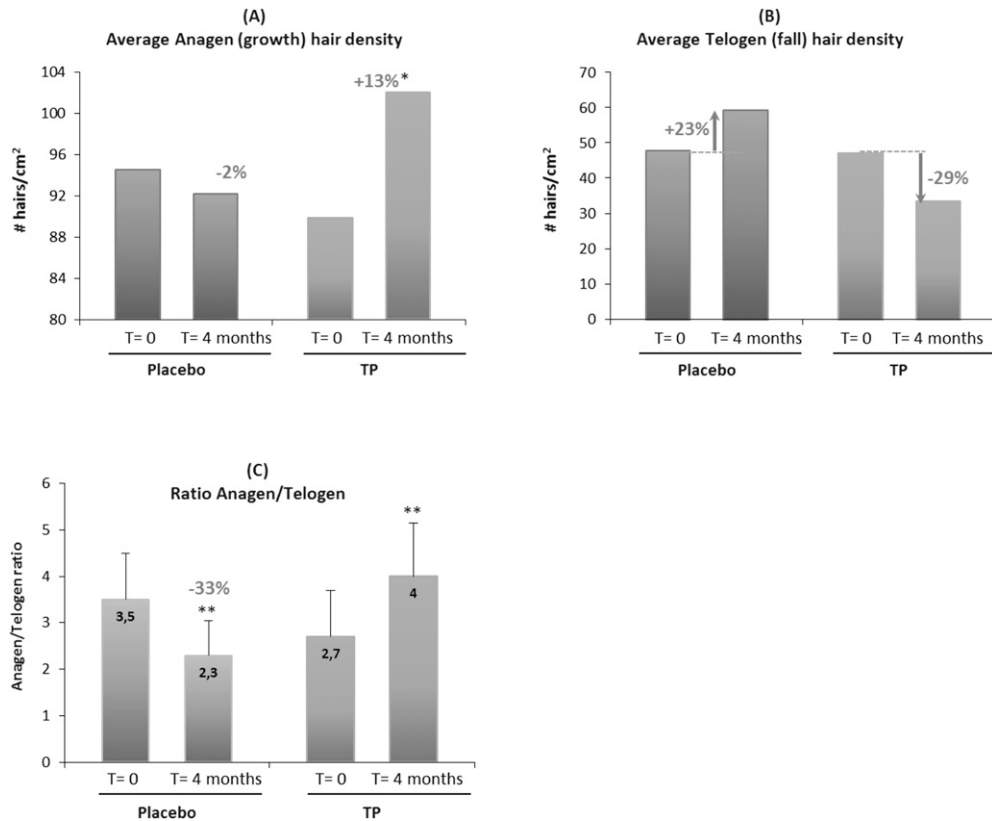 (A)
Average Anagen (growth) hair density
# hairs/cm²
104
100
96
92
88
84
80
-2%
+13%*
T= 0 T= 4 months T= 0 T= 4 months
Placebo TP
(B)
Average Telogen (fall) hair density
# hairs/cm²
70
60
50
40
30
20
10
0
+23%
-29%
T= 0 T= 4 months T= 0 T= 4 months
Placebo TP
(C)
Ratio Anagen/Telogen
Anagen/Telogen ratio
6
5
4
3
2
1
0
3,5
-33%
**
2,3
2,7
**
4
T= 0 T= 4 months T= 0 T= 4 months
Placebo TP